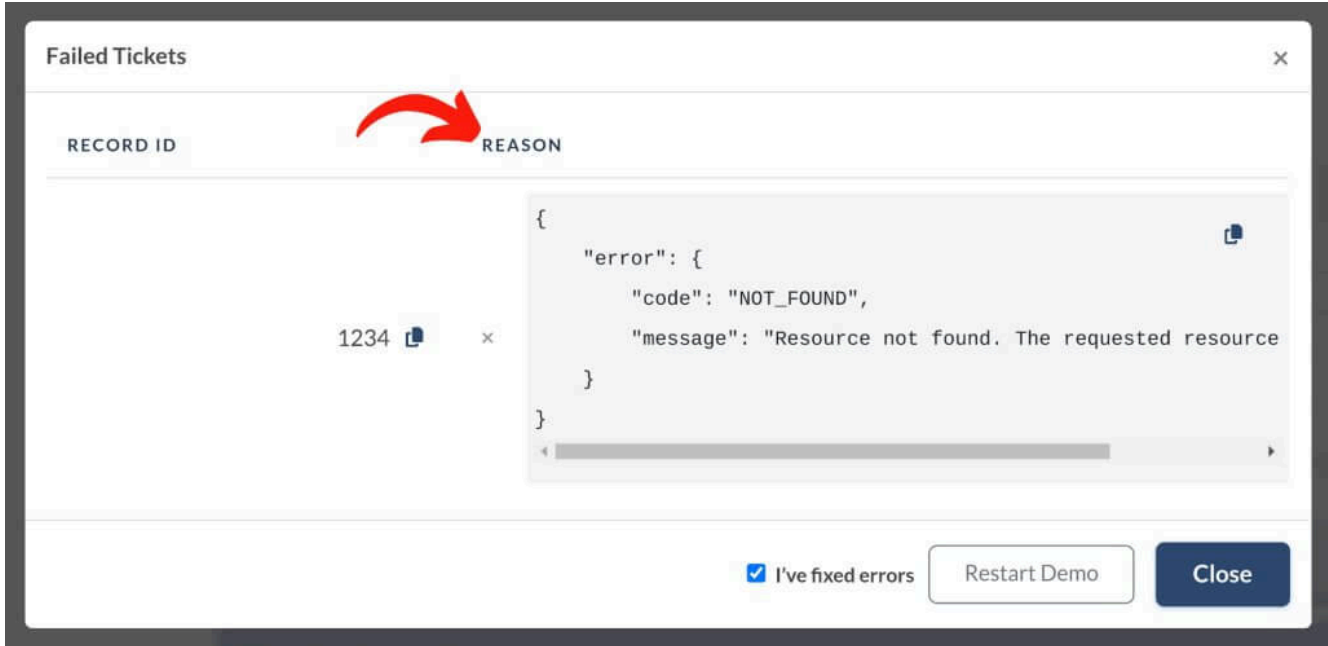 Failed Tickets ×
RECORD ID REASON
{
"error": {
"code": "NOT_FOUND",
1234 × "message": "Resource not found. The requested resource
}
}
I've fixed errors Restart Demo Close